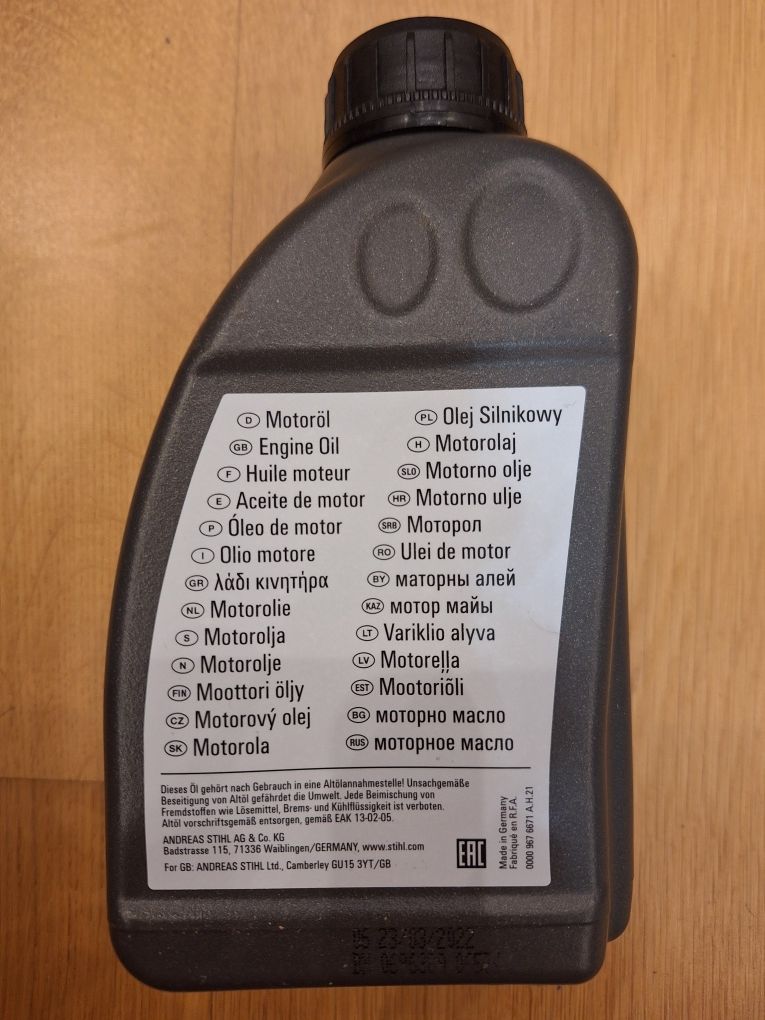 D Motoröl
GB Engine Oil
F Huile moteur
E Aceite de motor
P Óleo de motor
I Olio motore
GR λάδι κινητήρα
NL Motorolie
S Motorolja
N Motorolje
FIN Moottori öljy
CZ Motorový olej
SK Motorola
PL Olej Silnikowy
H Motorolaj
SLO Motorno olje
HR Motorno ulje
SRB Моторол
RO Ulei de motor
BY маторны алей
KAZ мотор майы
LT Variklio alyva
LV Motoreļļa
EST Mootoriõli
BG моторно масло
RUS моторное масло
Dieses Öl gehört nach Gebrauch in eine Altölannahmestelle! Unsachgemäße
Beseitigung von Altöl gefährdet die Umwelt. Jede Beimischung von
Fremdstoffen wie Lösemittel, Brems- und Kühlflüssigkeit ist verboten.
Altöl vorschriftsgemäß entsorgen, gemäß EAK 13-02-05.
ANDREAS STIHL AG & Co. KG
Badstrasse 115, 71336 Waiblingen/GERMANY, www.stihl.com
For GB: ANDREAS STIHL Ltd., Camberley GU15 3YT/GB
EAC
Made in Germany
Fabriqué en R.F.A.
0000 967 6671 A.H.21
05 23/03/2022